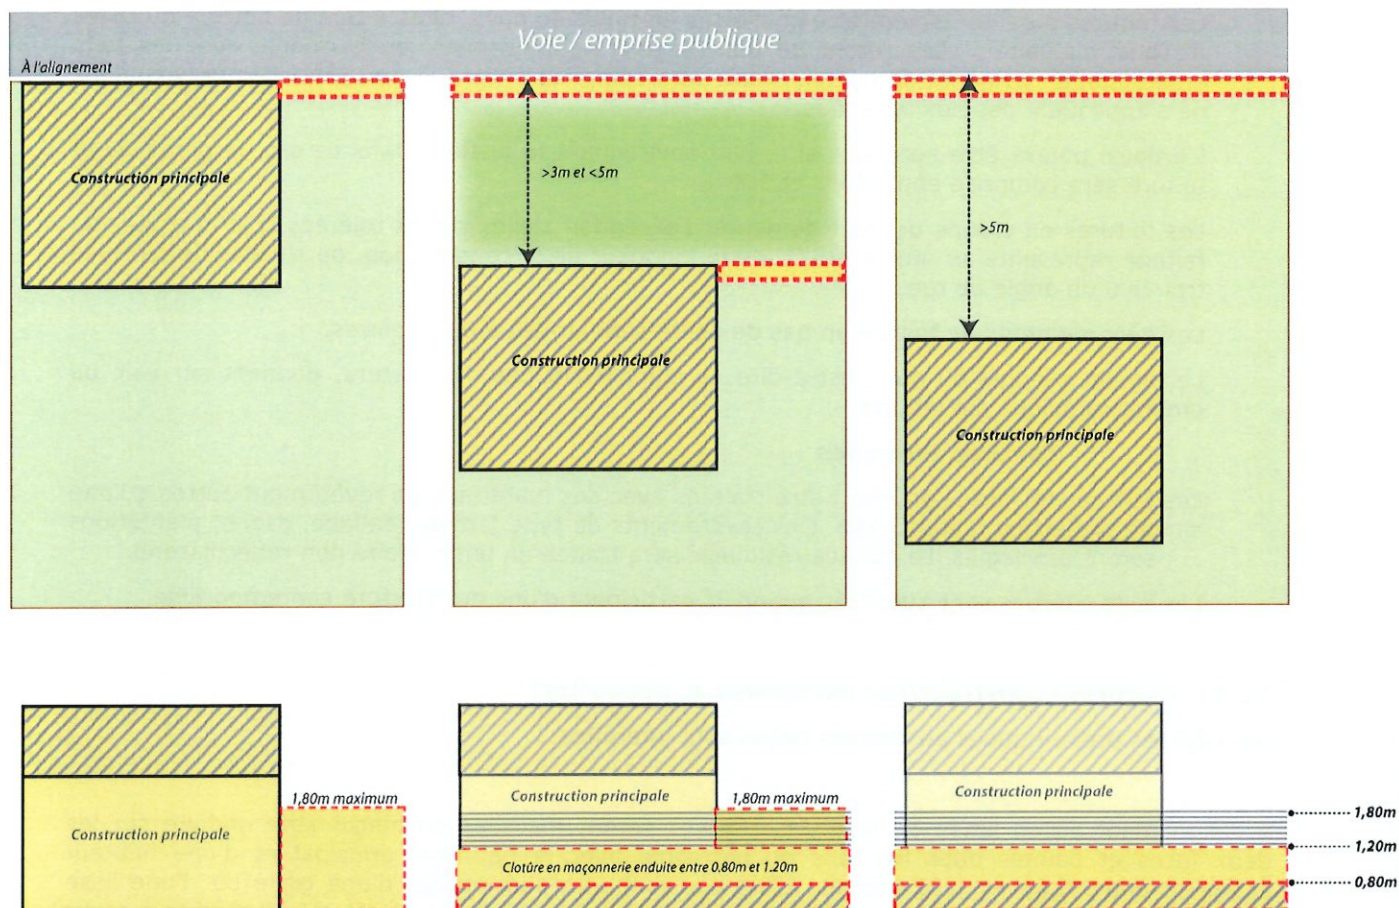 Voie / emprise publique
À l'alignement
Construction principale
>3m et <5m
Construction principale
>5m
Construction principale
1,80m maximum
Construction principale
Construction principale
1,80m maximum
Clotûre en maçonnerie enduite entre 0.80m et 1.20m
Construction principale
1,80m
1,20m
0,80m